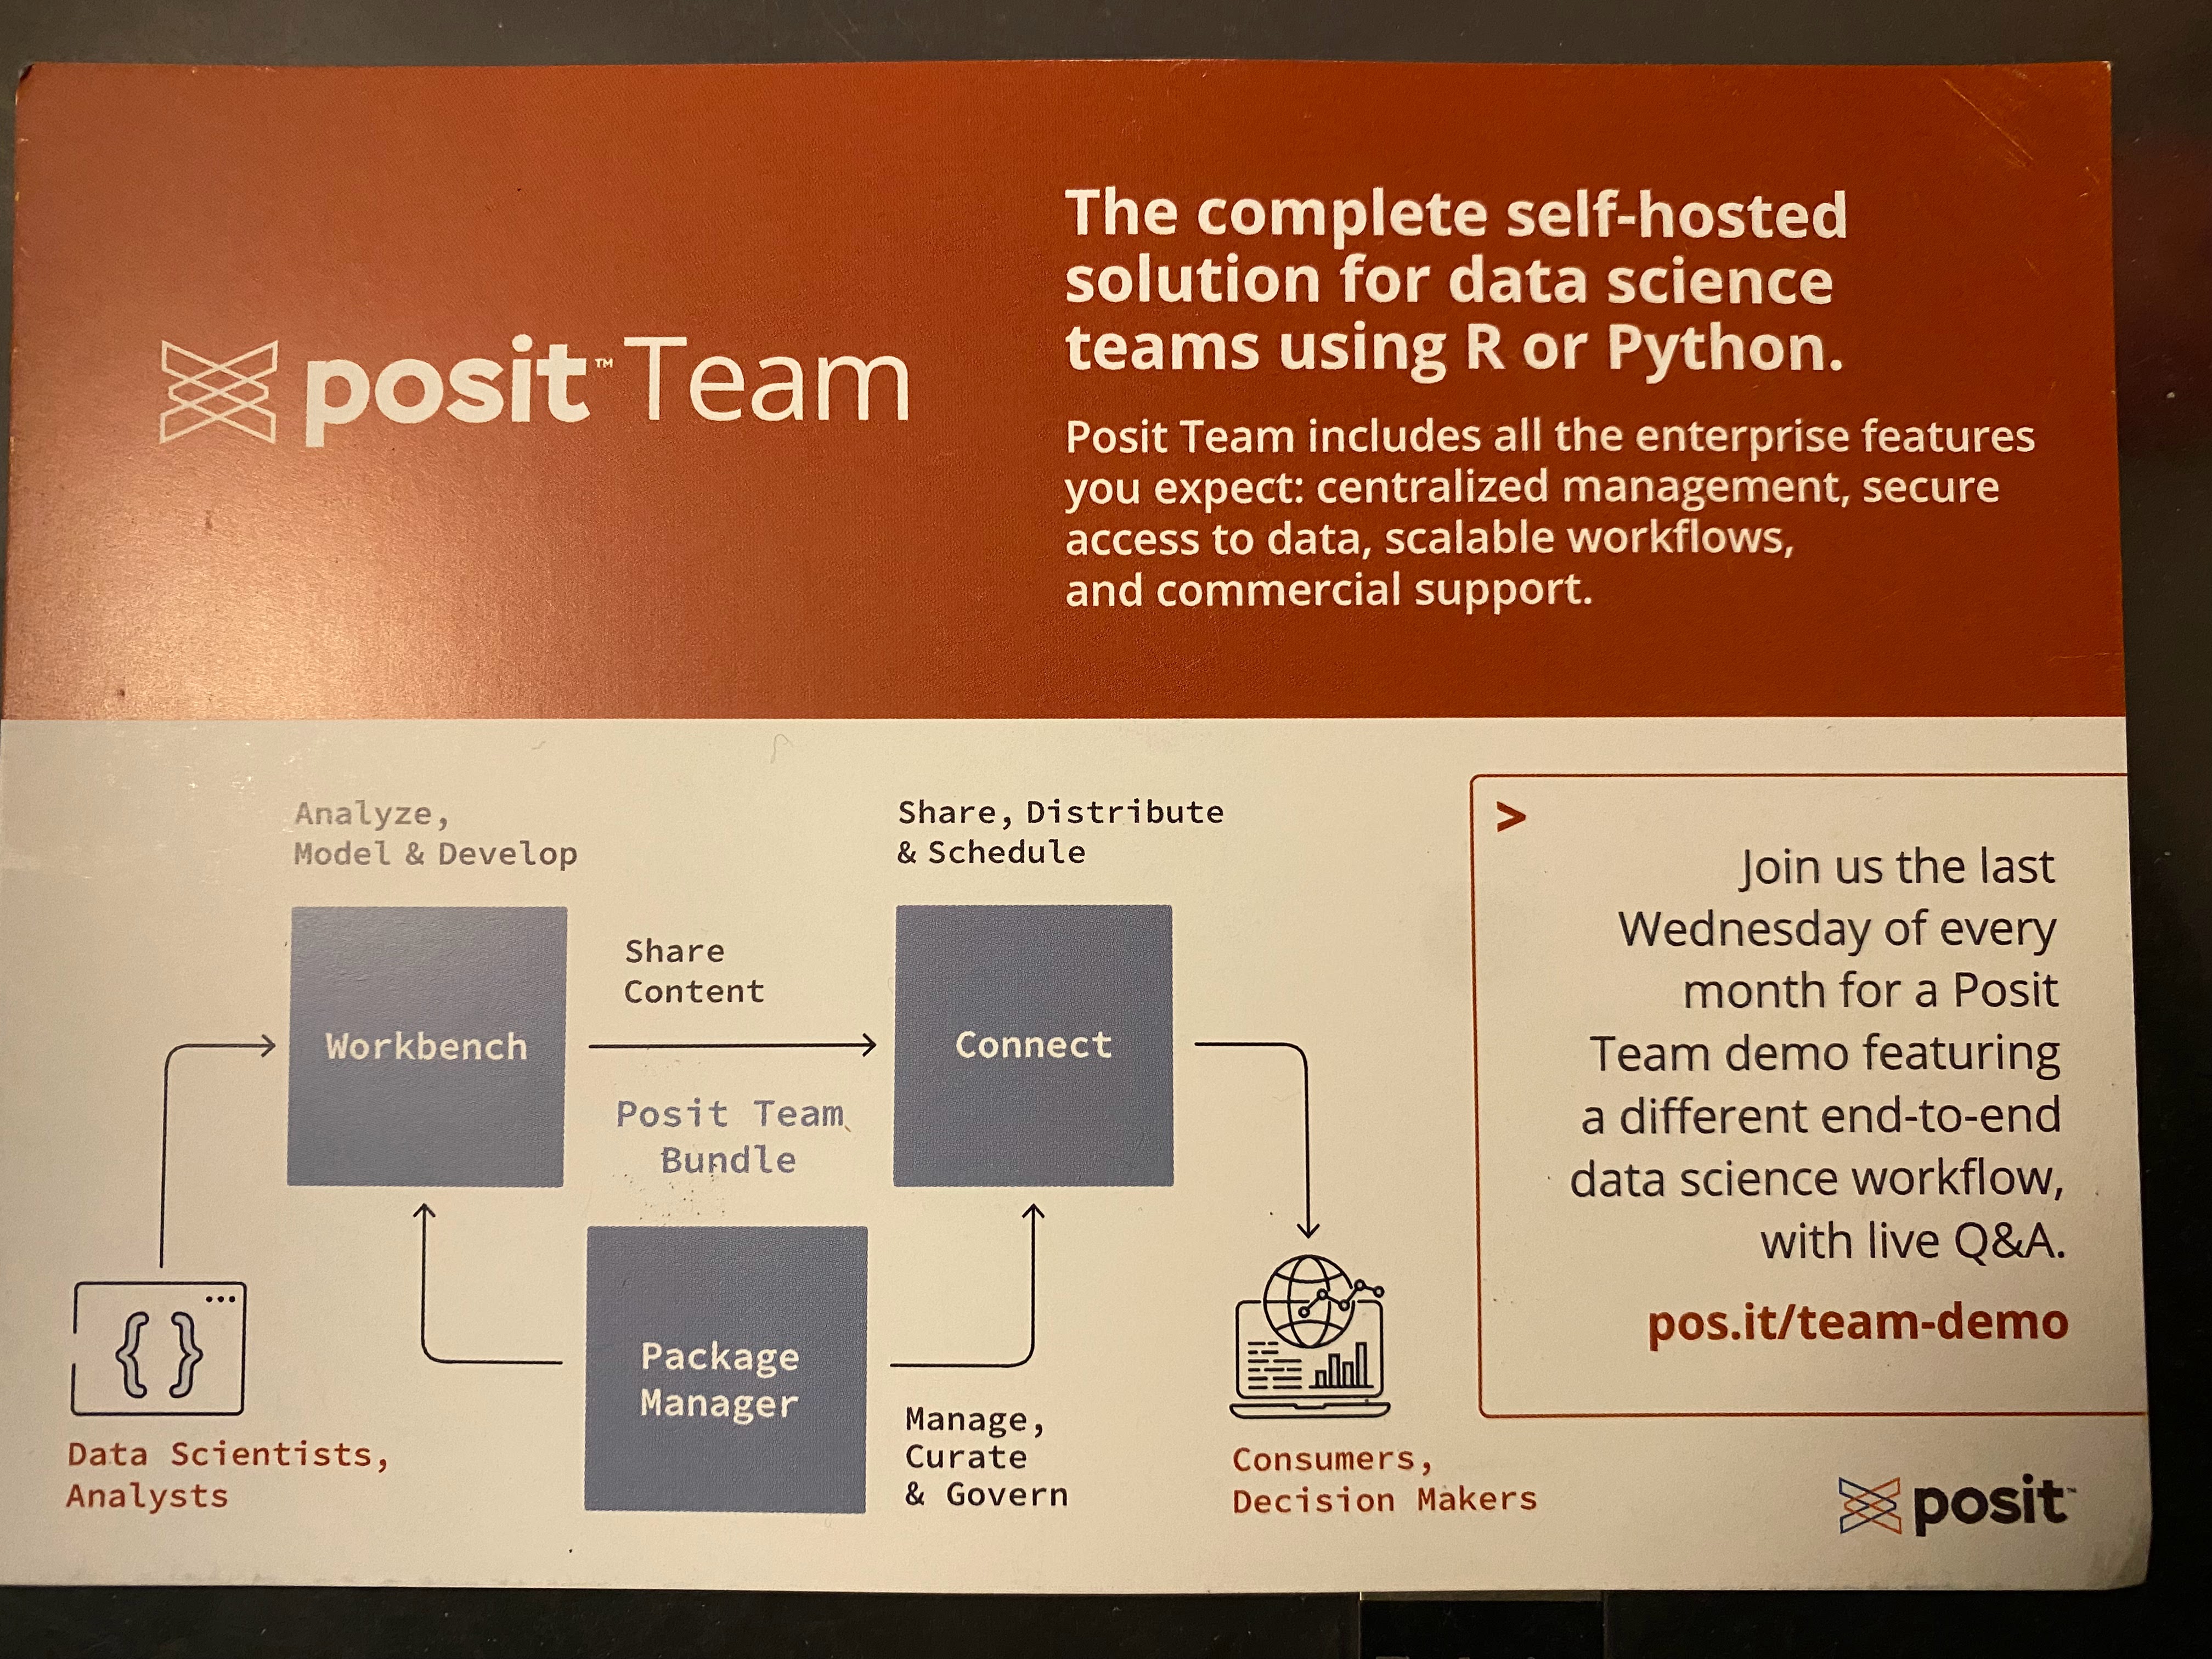 posit™ Team
The complete self-hosted
solution for data science
teams using R or Python.
Posit Team includes all the enterprise features
you expect: centralized management, secure
access to data, scalable workflows,
and commercial support.
Analyze,
Model & Develop
Share, Distribute
& Schedule
Workbench
Share
Content
Connect
Posit Team
Bundle
Package
Manager
Manage,
Curate
& Govern
{ }
Data Scientists,
Analysts
Consumers,
Decision Makers
>
Join us the last
Wednesday of every
month for a Posit
Team demo featuring
a different end-to-end
data science workflow,
with live Q&A.
pos.it/team-demo
posit™